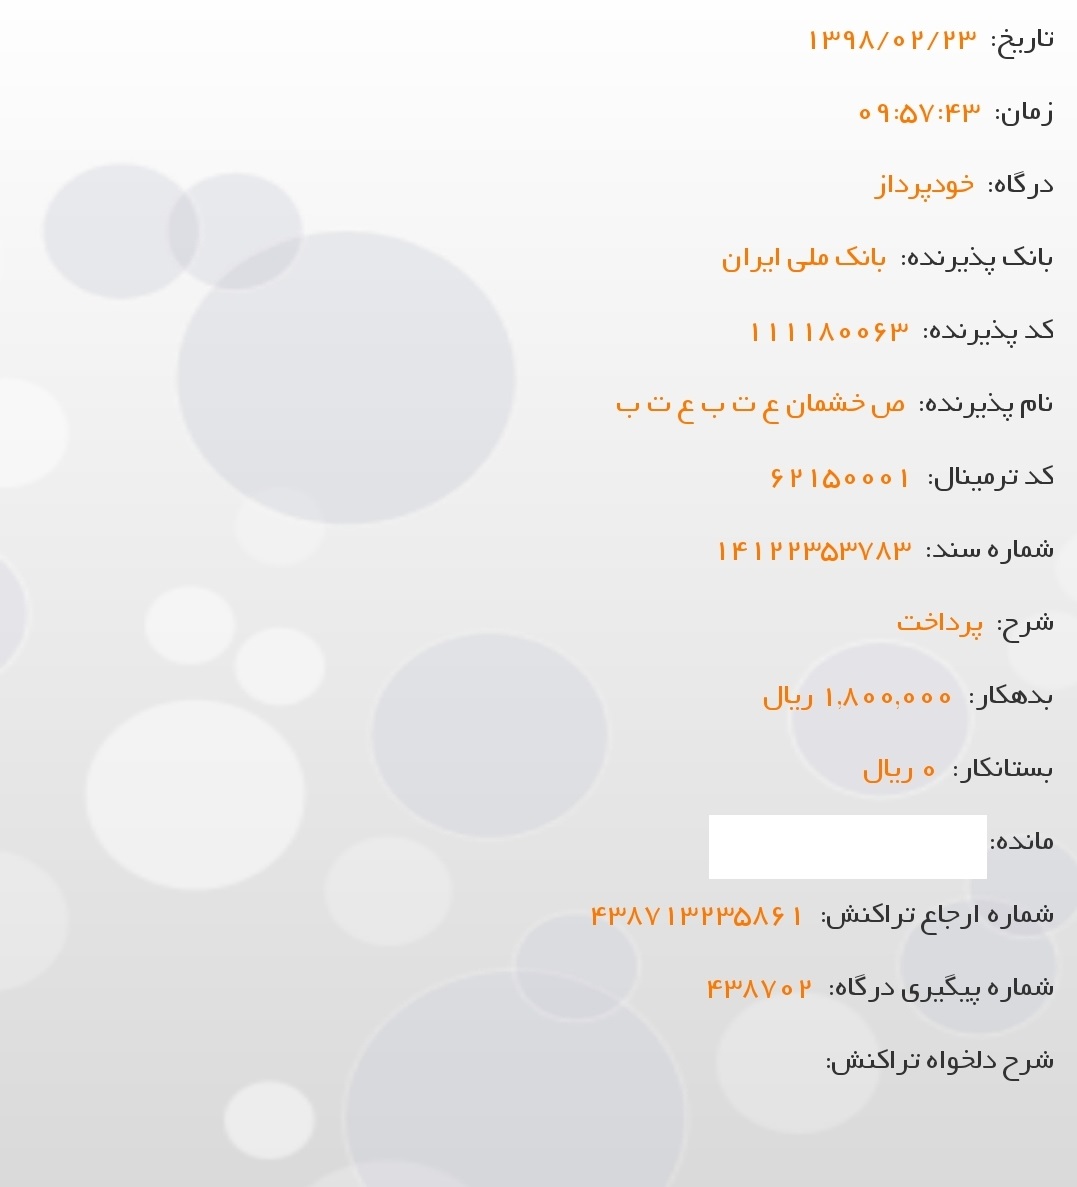 تاریخ: ۱۳۹۸/۰۲/۲۳
زمان: ۰۹:۵۷:۴۳
درگاه: خودپرداز
بانک پذیرنده: بانک ملی ایران
کد پذیرنده: ۱۱۱۱۸۰۰۶۳
نام پذیرنده: ص خشمان ع ت ب ع ت ب
کد ترمینال: ۶۲۱۵۰۰۰۱
شماره سند: ۱۴۱۲۲۳۵۳۷۸۳
شرح: پرداخت
بدهکار: ۱,۸۰۰,۰۰۰ ریال
بستانکار: ۰ ریال
مانده:
شماره ارجاع تراکنش: ۴۳۸۷۱۳۲۳۵۸۶۱
شماره پیگیری درگاه: ۴۳۸۷۰۲
شرح دلخواه تراکنش: